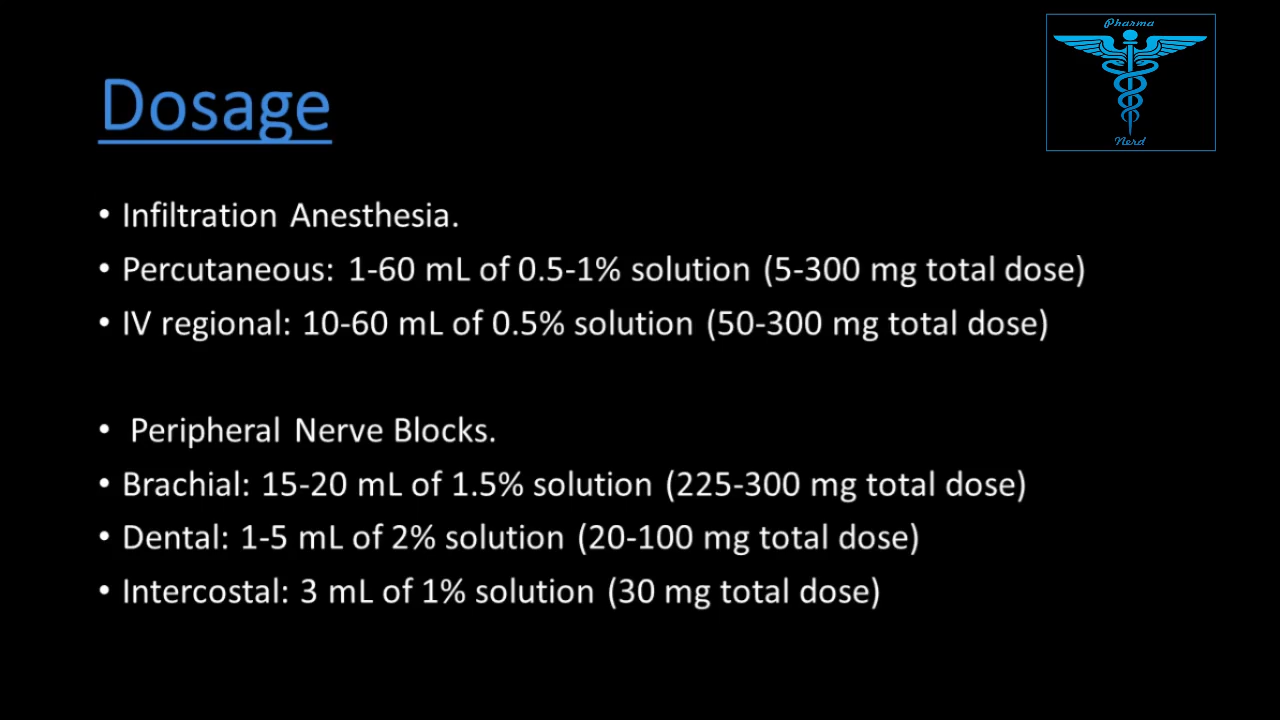 Pharma
Nerd
Dosage
• Infiltration Anesthesia.
• Percutaneous: 1-60 mL of 0.5-1% solution (5-300 mg total dose)
• IV regional: 10-60 mL of 0.5% solution (50-300 mg total dose)
• Peripheral Nerve Blocks.
• Brachial: 15-20 mL of 1.5% solution (225-300 mg total dose)
• Dental: 1-5 mL of 2% solution (20-100 mg total dose)
• Intercostal: 3 mL of 1% solution (30 mg total dose)